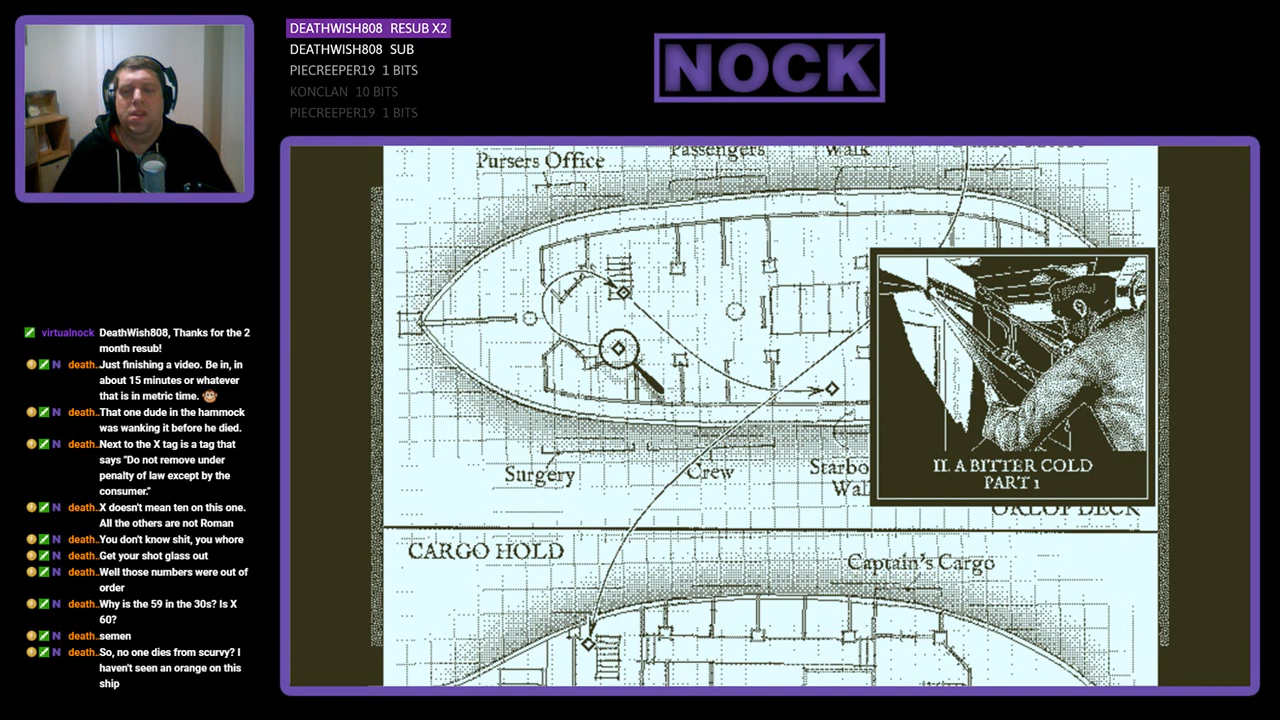 DEATHWISH808 RESUB X2
DEATHWISH808 SUB
PIECREEPER19 1 BITS
KONCLAN 10 BITS
PIECREEPER19 1 BITS
NOCK
virtualnock DeathWish808, Thanks for the 2
month resub!
death.. Just finishing a video. Be in, in
about 15 minutes or whatever
that is in metric time.
death.. That one dude in the hammock
was wanking it before he died.
death.. Next to the X tag is a tag that
says "Do not remove under
penalty of law except by the
consumer."
death.. X doesn't mean ten on this one.
All the others are not Roman
death.. You don't know shit, you whore
death.. Get your shot glass out
death.. Well those numbers were out of
order
death.. Why is the 59 in the 30s? Is X
60?
death.. semen
death.. So, no one dies from scurvy? I
haven't seen an orange on this
ship
Pursers Office
Passengers
Walk
Surgery
Crew
Starbo
Wal
II. A BITTER COLD
PART 1
ORLOP DECK
CARGO HOLD
Captain's Cargo